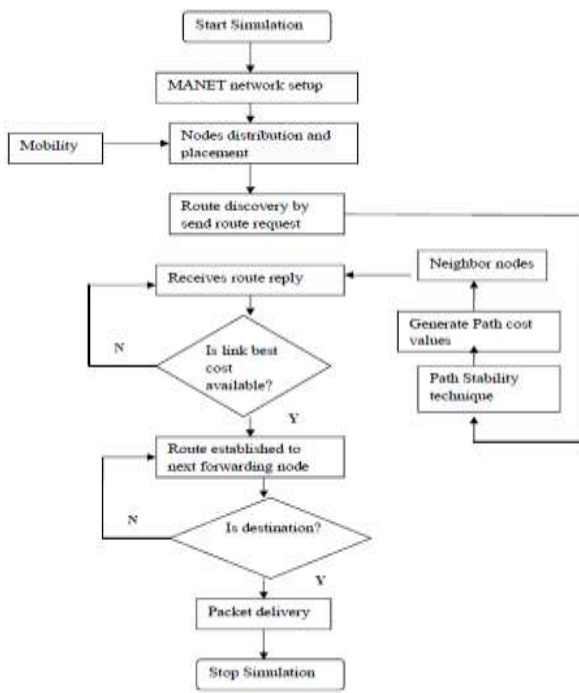 Start Simulation
MANET network setup
Mobility
Nodes distribution and
placement
Route discovery by
send route request
Neighbor nodes
Receives route reply
Generate Path cost
values
N
Is link best
cost
available?
Path Stability
technique
Y
Route established to
next forwarding node
N
Is destination?
Y
Packet delivery
Stop Simulation